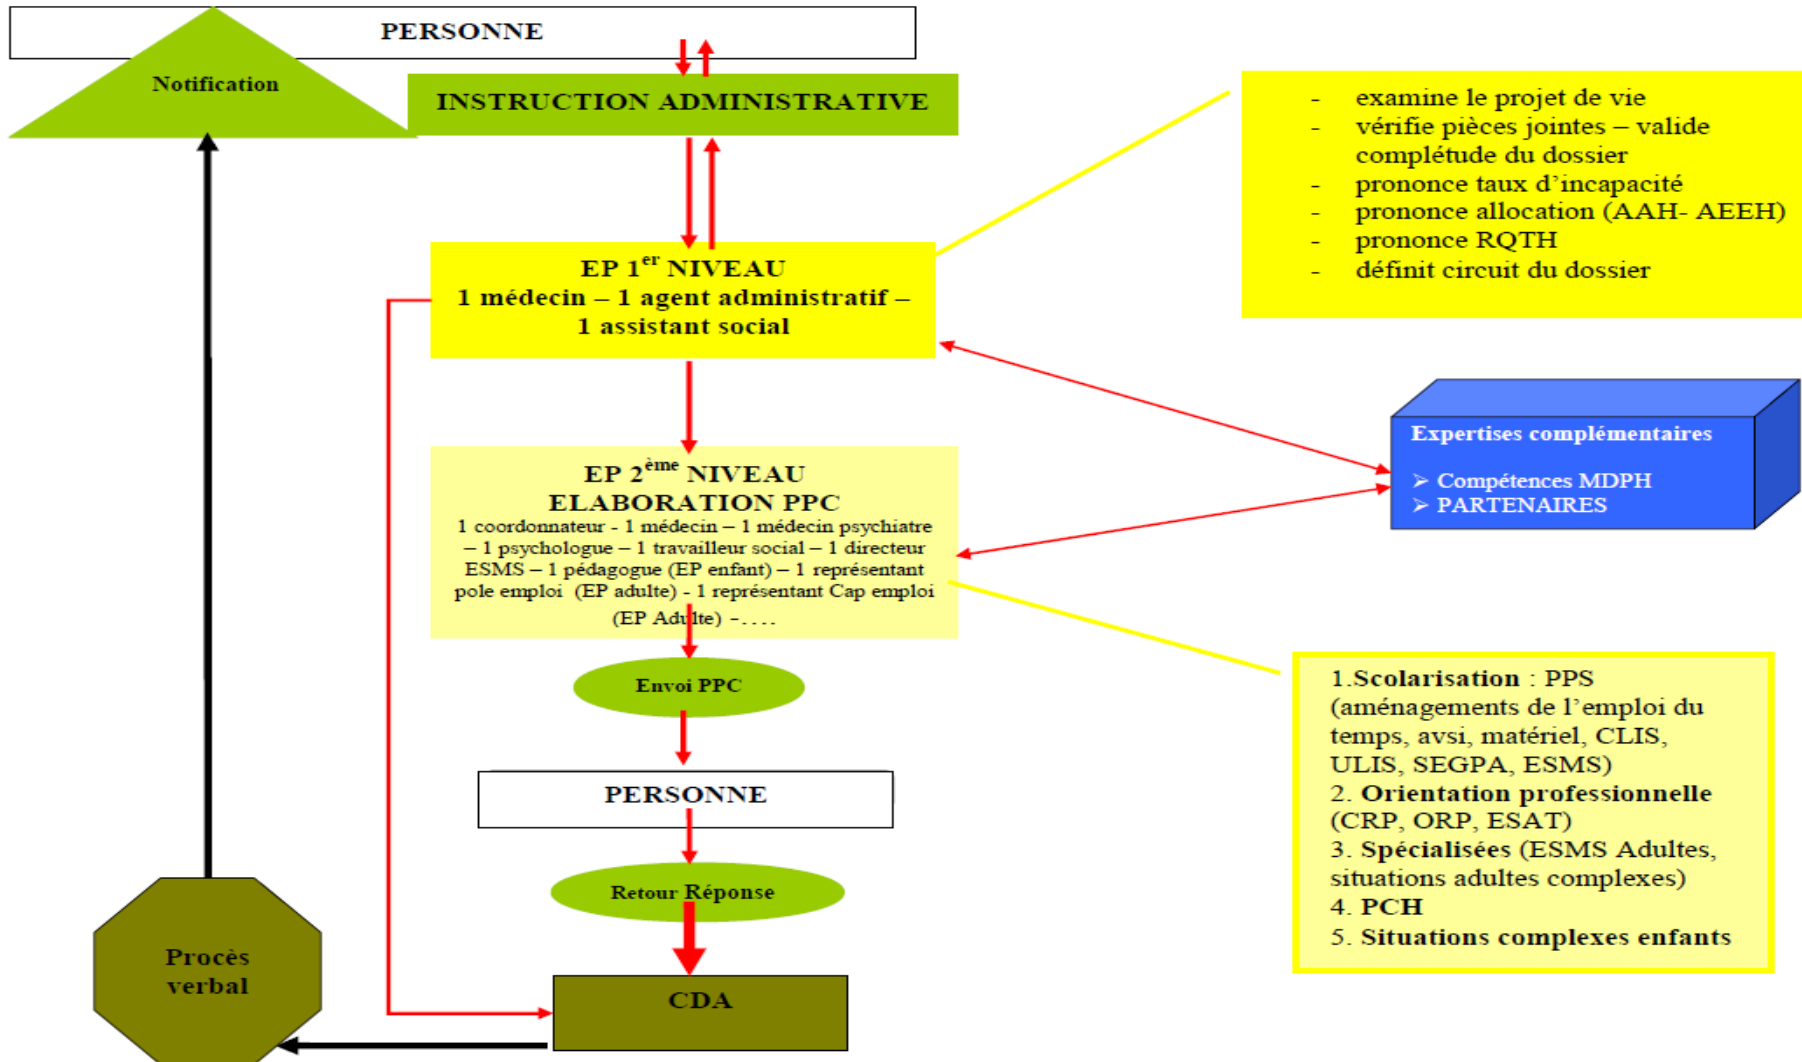 PERSONNE
Notification
INSTRUCTION ADMINISTRATIVE
- examine le projet de vie
- vérifie pièces jointes – valide
complétude du dossier
- prononce taux d’incapacité
- prononce allocation (AAH- AEEH)
- prononce RQTH
- définit circuit du dossier
EP 1er NIVEAU
1 médecin – 1 agent administratif –
1 assistant social
Expertises complémentaires
➢ Compétences MDPH
➢ PARTENAIRES
EP 2ème NIVEAU
ELABORATION PPC
1 coordonnateur - 1 médecin – 1 médecin psychiatre
– 1 psychologue – 1 travailleur social – 1 directeur
ESMS – 1 pédagogue (EP enfant) – 1 représentant
pole emploi (EP adulte) - 1 représentant Cap emploi
(EP Adulte) -….
Envoi PPC
1.Scolarisation : PPS
(aménagements de l’emploi du
temps, avsi, matériel, CLIS,
ULIS, SEGPA, ESMS)
2. Orientation professionnelle
(CRP, ORP, ESAT)
3. Spécialisées (ESMS Adultes,
situations adultes complexes)
4. PCH
5. Situations complexes enfants
PERSONNE
Retour Réponse
Procès
verbal
CDA